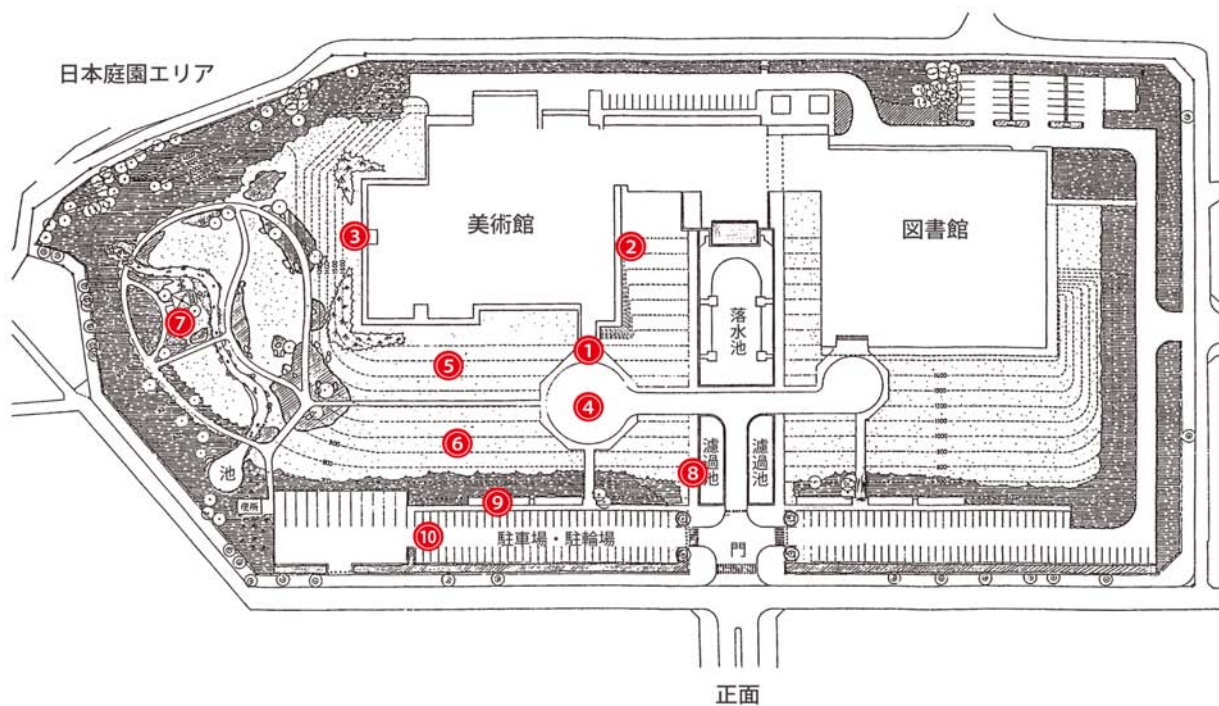 日本庭園エリア
美術館
図書館
③
②
落水池
⑦
①
⑤
④
⑥
池
⑧
濾過池
濾過池
便所
⑨
⑩
駐車場・駐輪場
門
正面